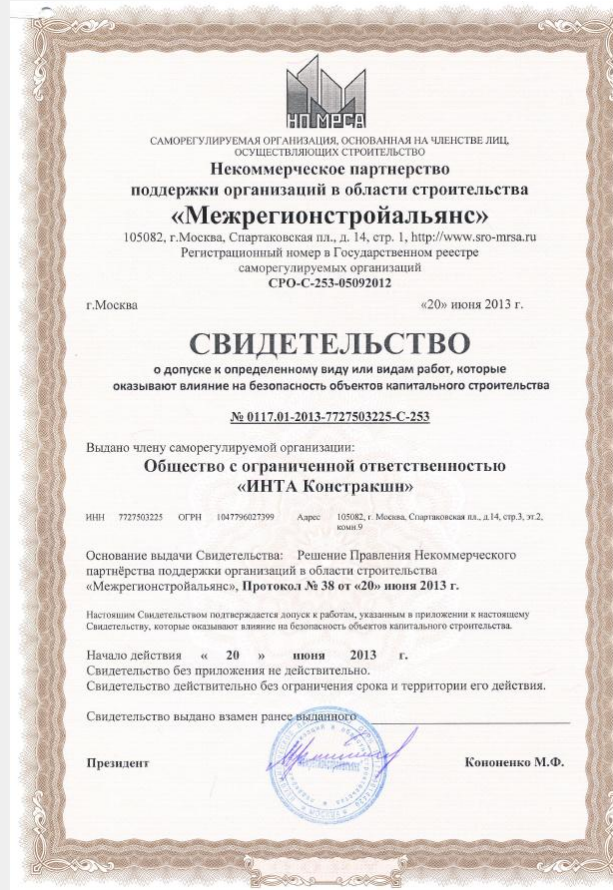 НП МРСА
САМОРЕГУЛИРУЕМАЯ ОРГАНИЗАЦИЯ, ОСНОВАННАЯ НА ЧЛЕНСТВЕ ЛИЦ,
ОСУЩЕСТВЛЯЮЩИХ СТРОИТЕЛЬСТВО
Некоммерческое партнерство
поддержки организаций в области строительства
«Межрегионстройальянс»
105082, г.Москва, Спартаковская пл., д. 14, стр. 1, http://www.sro-mrsa.ru
Регистрационный номер в Государственном реестре
саморегулируемых организаций
СРО-С-253-05092012
г.Москва «20» июня 2013 г.
СВИДЕТЕЛЬСТВО
о допуске к определенному виду или видам работ, которые
оказывают влияние на безопасность объектов капитального строительства
№ 0117.01-2013-7727503225-С-253
Выдано члену саморегулируемой организации:
Общество с ограниченной ответственностью
«ИНТА Констракшн»
ИНН 7727503225 ОГРН 1047796027399 Адрес 105082, г. Москва, Спартаковская пл., д.14, стр.3, эт.2,
комн.9
Основание выдачи Свидетельства: Решение Правления Некоммерческого
партнёрства поддержки организаций в области строительства
«Межрегионстройальянс», Протокол № 38 от «20» июня 2013 г.
Настоящим Свидетельством подтверждается допуск к работам, указанным в приложении к настоящему
Свидетельству, которые оказывают влияние на безопасность объектов капитального строительства.
Начало действия « 20 » июня 2013 г.
Свидетельство без приложения не действительно.
Свидетельство действительно без ограничения срока и территории его действия.
Свидетельство выдано взамен ранее выданного
Президент Кононенко М.Ф.